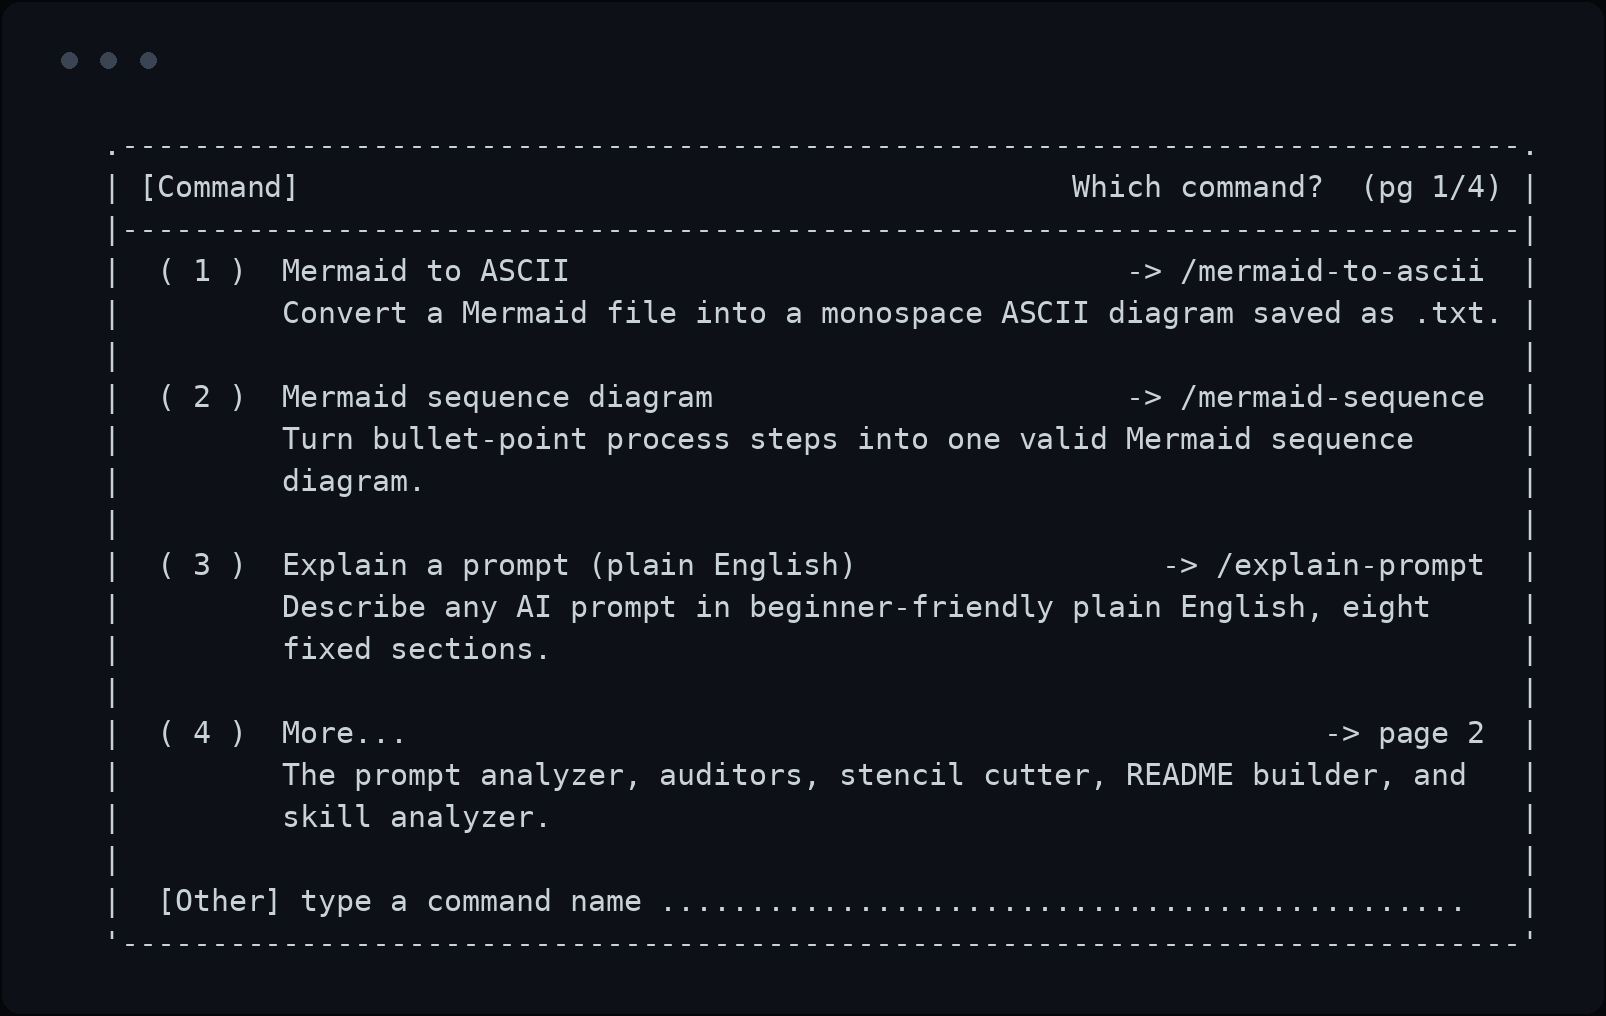 .------------------------------------------------------------------------------.
| [Command]                                           Which command?  (pg 1/4) |
|------------------------------------------------------------------------------|
|  ( 1 )  Mermaid to ASCII                               -> /mermaid-to-ascii  |
|         Convert a Mermaid file into a monospace ASCII diagram saved as .txt. |
|                                                                              |
|  ( 2 )  Mermaid sequence diagram                       -> /mermaid-sequence  |
|         Turn bullet-point process steps into one valid Mermaid sequence      |
|         diagram.                                                             |
|                                                                              |
|  ( 3 )  Explain a prompt (plain English)                 -> /explain-prompt  |
|         Describe any AI prompt in beginner-friendly plain English, eight     |
|         fixed sections.                                                      |
|                                                                              |
|  ( 4 )  More...                                                   -> page 2  |
|         The prompt analyzer, auditors, stencil cutter, README builder, and   |
|         skill analyzer.                                                      |
|                                                                              |
|  [Other] type a command name .............................................   |
'------------------------------------------------------------------------------'